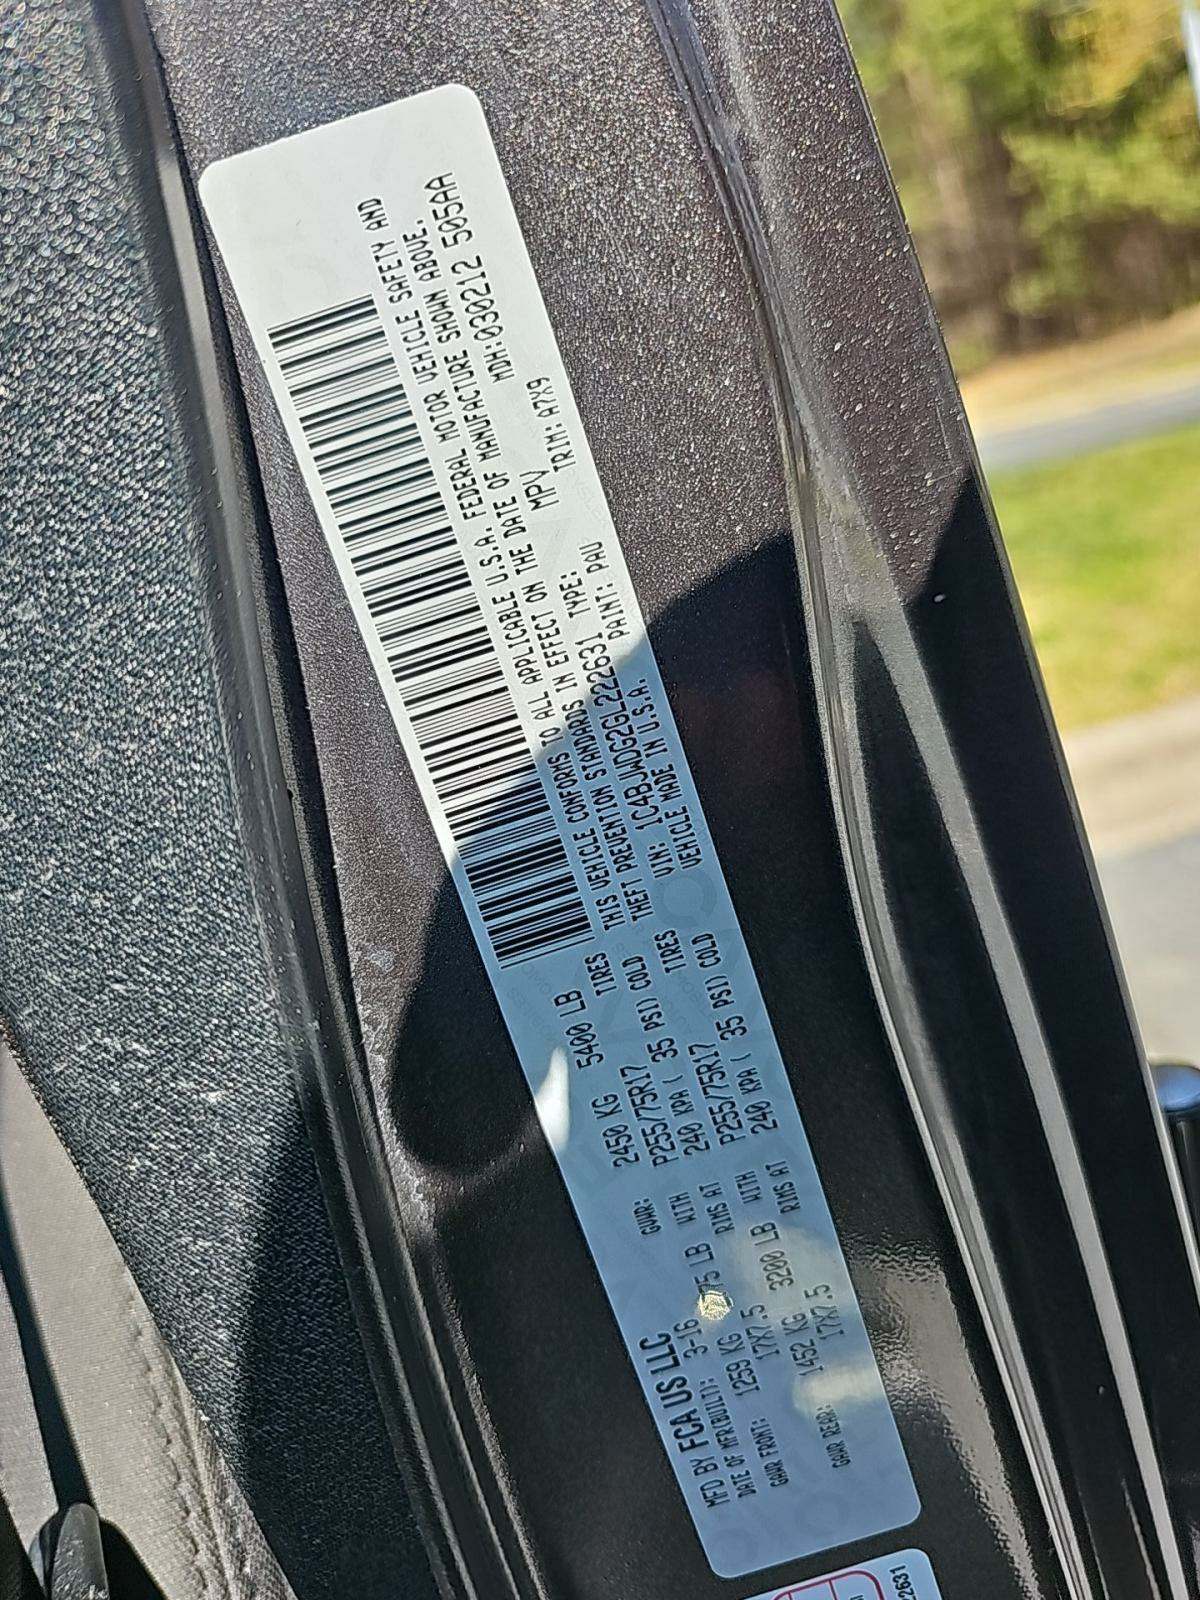 MFD BY FCA US LLC
DATE OF MFR(BUILT): 3-16 GVWR: 2450 KG 5400 LB
GAWR FRONT: 1259 KG 75 LB WITH P255/75R17 TIRES
17X7.5 RIMS AT 240 KPA ( 35 PSI) COLD
GAWR REAR: 1452 KG 3200 LB WITH P255/75R17 TIRES
17X7.5 RIMS AT 240 KPA ( 35 PSI) COLD
THIS VEHICLE CONFORMS TO ALL APPLICABLE U.S.A. FEDERAL MOTOR VEHICLE SAFETY AND
THEFT PREVENTION STANDARDS IN EFFECT ON THE DATE OF MANUFACTURE SHOWN ABOVE.
VIN: 1C4BJWDG2GL222631 TYPE: MPV MDH:030212 505AA
VEHICLE MADE IN U.S.A. PAINT: PAU TRIM: A7X9